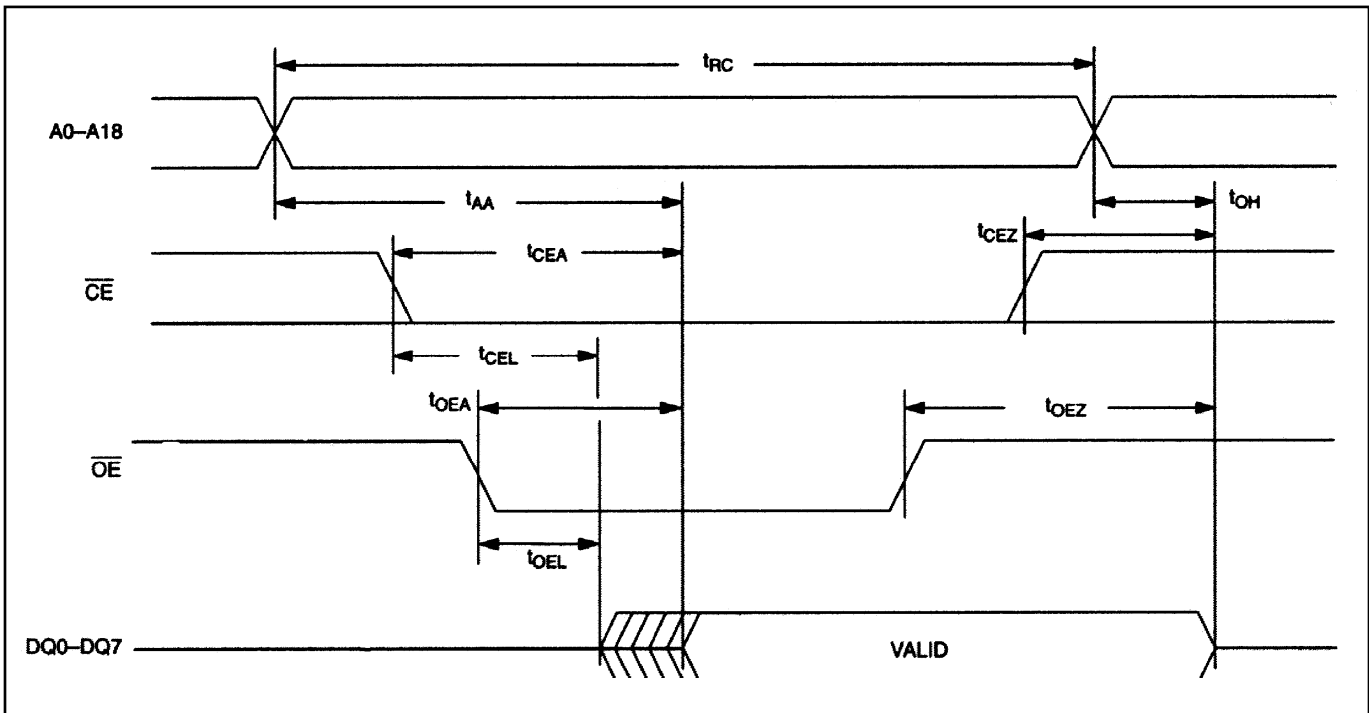 tRC
A0–A18
tAA
tOH
tCEZ
tCEA
CE
tCEL
tOEA
tOEZ
OE
tOEL
DQ0–DQ7
VALID